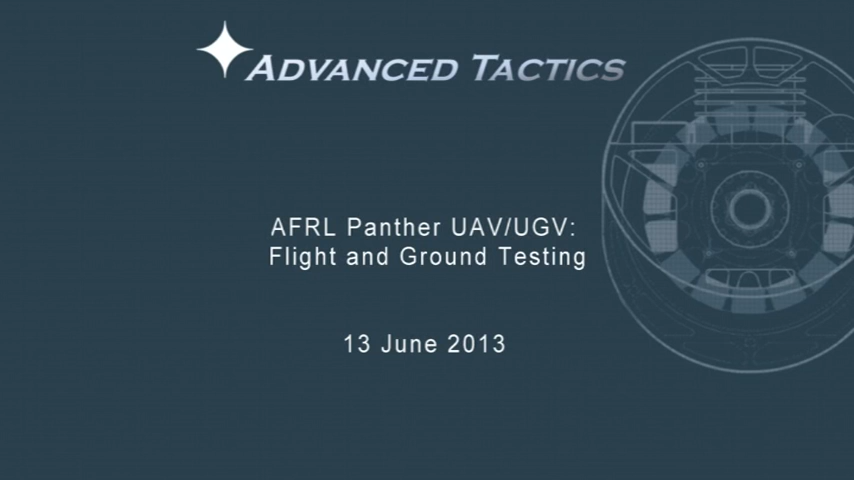 ADVANCED TACTICS
AFRL Panther UAV/UGV:
Flight and Ground Testing
13 June 2013